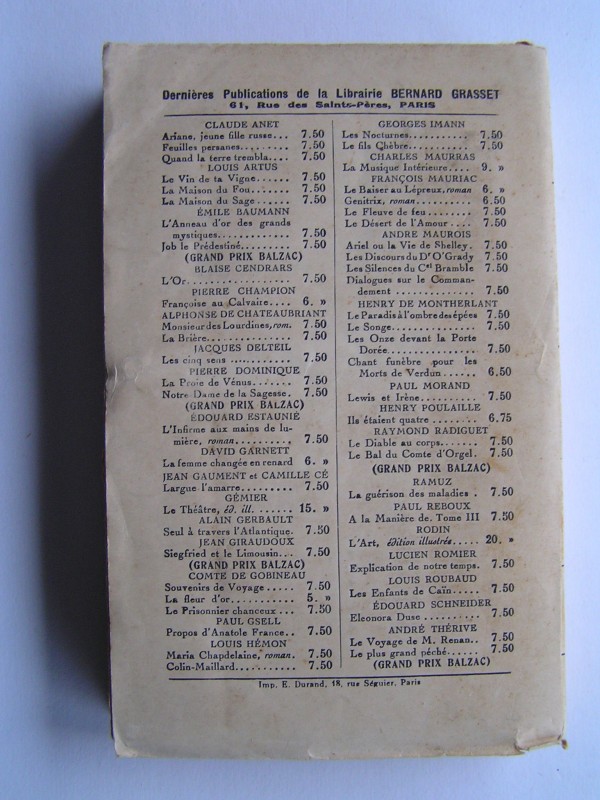 Dernières Publications de la Librairie BERNARD GRASSET
61, Rue des Saints-Pères, PARIS
CLAUDE ANET
Ariane, jeune fille russe... 7.50
Feuilles persanes......... 7.50
Quand la terre trembla.... 7.50
LOUIS ARTUS
Le Vin de ta Vigne...... 7.50
La Maison du Fou...... 7.50
La Maison du Sage...... 7.50
ÉMILE BAUMANN
L'Anneau d'or des grands
mystiques............. 7.50
Job le Prédestiné......... 7.50
(GRAND PRIX BALZAC)
BLAISE CENDRARS
L'Or................... 7.50
PIERRE CHAMPION
Françoise au Calvaire.... 6. »
ALPHONSE DE CHATEAUBRIANT
Monsieur des Lourdines, rom. 7.50
La Brière............... 7.50
JACQUES DELTEIL
Les cinq sens ........... 7.50
PIERRE DOMINIQUE
La Proie de Vénus....... 7.50
Notre Dame de la Sagesse. 7.50
(GRAND PRIX BALZAC)
ÉDOUARD ESTAUNIÉ
L'Infirme aux mains de lu-
mière, roman.........., 7.50
DAVID GARNETT
La femme changée en renard 6. »
JEAN GAUMENT et CAMILLE CÉ
Largue l'amarre......... 7.50
GÉMIER
Le Théâtre, éd. ill. ...... 15. »
ALAIN GERBAULT
Seul à travers l'Atlantique. 7.50
JEAN GIRAUDOUX
Siegfried et le Limousin... 7.50
(GRAND PRIX BALZAC)
COMTE DE GOBINEAU
Souvenirs de Voyage..... 7.50
La fleur d'or........... 5. »
Le Prisonnier chanceux ... 7.50
PAUL GSELL
Propos d'Anatole France.. 7.50
LOUIS HÉMON
Maria Chapdelaine, roman. 7.50
Colin-Maillard........... 7.50
GEORGES IMANN
Les Nocturnes........... 7.50
Le fils Chèbre........... 7.50
CHARLES MAURRAS
La Musique Intérieure.... 9. »
FRANÇOIS MAURIAC
Le Baiser au Lépreux, roman 6. »
Genitrix, roman.......... 6.50
Le Fleuve de feu ........ 7.50
Le Désert de l'Amour .... 7.50
ANDRE MAUROIS
Ariel ou la Vie de Shelley. 7.50
Les Discours du Dr O'Grady 7.50
Les Silences du Cel Bramble 7.50
Dialogues sur le Comman-
dement .............. 7.50
HENRY DE MONTHERLANT
Le Paradis à l'ombre des épées 7.50
Le Songe............... 7.50
Les Onze devant la Porte
Dorée................ 7.50
Chant funèbre pour les
Morts de Verdun...... 6.50
PAUL MORAND
Lewis et Irène.......... 7.50
HENRY POULAILLE
Ils étaient quatre ........ 6.75
RAYMOND RADIGUET
Le Diable au corps....... 7.50
Le Bal du Comte d'Orgel. 7.50
(GRAND PRIX BALZAC)
RAMUZ
La guérison des maladies . 7.50
PAUL REBOUX
A la Manière de. Tome III 7.50
RODIN
L'Art, édition illustrée..... 20. »
LUCIEN ROMIER
Explication de notre temps. 7.50
LOUIS ROUBAUD
Les Enfants de Caïn..... 7.50
ÉDOUARD SCHNEIDER
Eleonora Duse .......... 7.50
ANDRÉ THÉRIVE
Le Voyage de M. Renan.. 7.50
Le plus grand péché...... 7.50
(GRAND PRIX BALZAC)
Imp. E. Durand, 18, rue Séguier, Paris